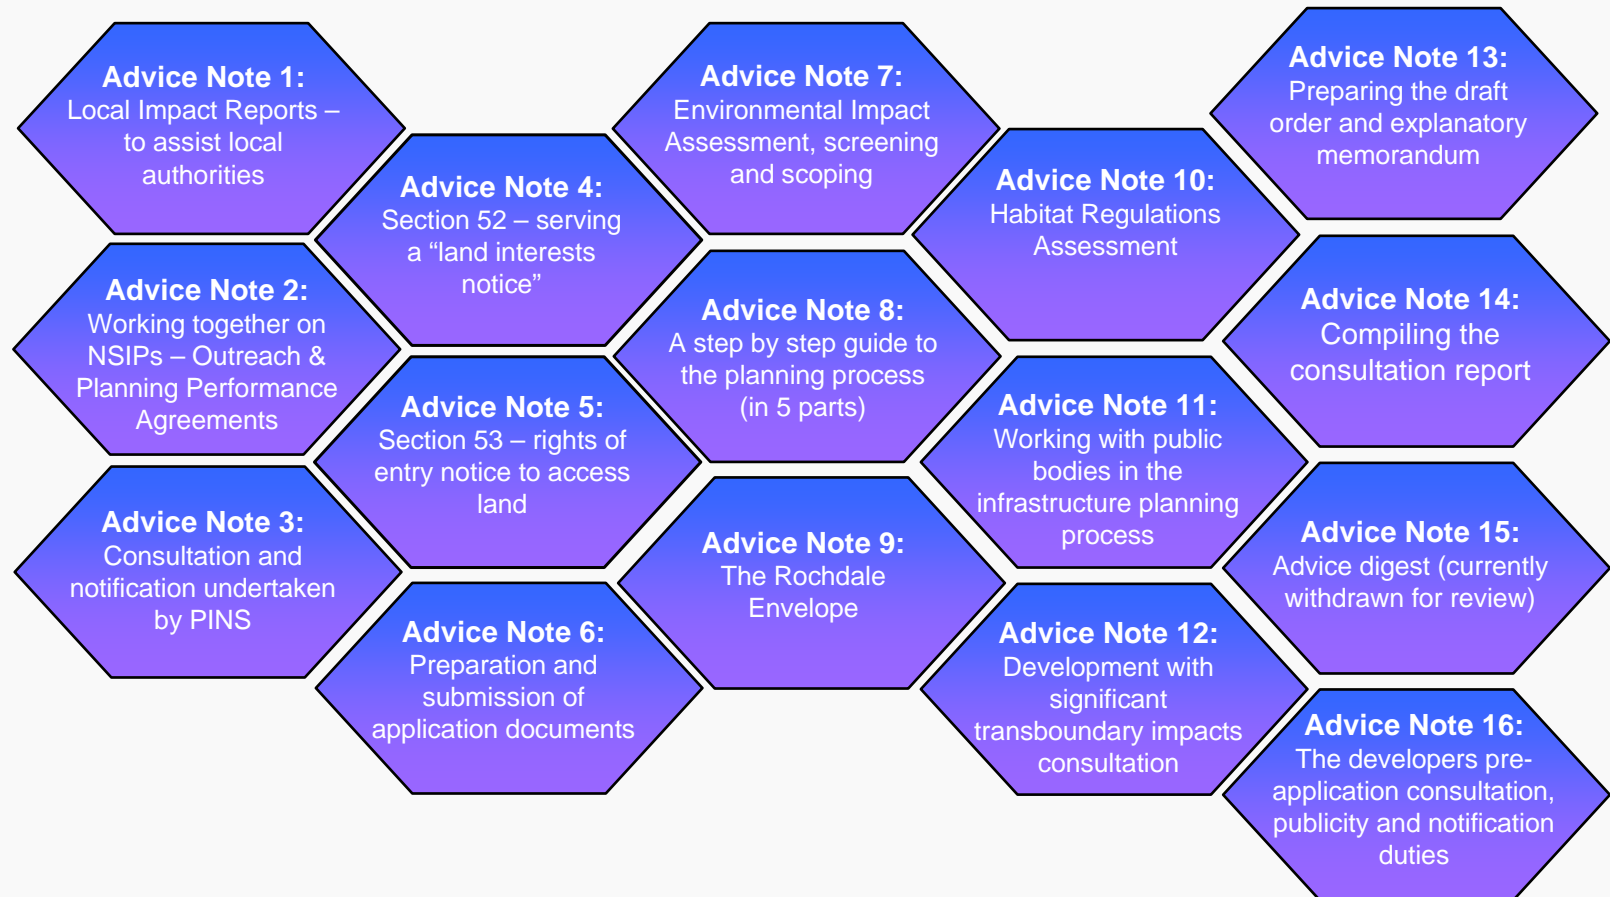 Advice Note 1:
Local Impact Reports –
to assist local
authorities
Advice Note 2:
Working together on
NSIPs – Outreach &
Planning Performance
Agreements
Advice Note 3:
Consultation and
notification undertaken
by PINS
Advice Note 4:
Section 52 – serving
a “land interests
notice”
Advice Note 5:
Section 53 – rights of
entry notice to access
land
Advice Note 6:
Preparation and
submission of
application documents
Advice Note 7:
Environmental Impact
Assessment, screening
and scoping
Advice Note 8:
A step by step guide to
the planning process
(in 5 parts)
Advice Note 9:
The Rochdale
Envelope
Advice Note 10:
Habitat Regulations
Assessment
Advice Note 11:
Working with public
bodies in the
infrastructure planning
process
Advice Note 12:
Development with
significant
transboundary impacts
consultation
Advice Note 13:
Preparing the draft
order and explanatory
memorandum
Advice Note 14:
Compiling the
consultation report
Advice Note 15:
Advice digest (currently
withdrawn for review)
Advice Note 16:
The developers pre-
application consultation,
publicity and notification
duties